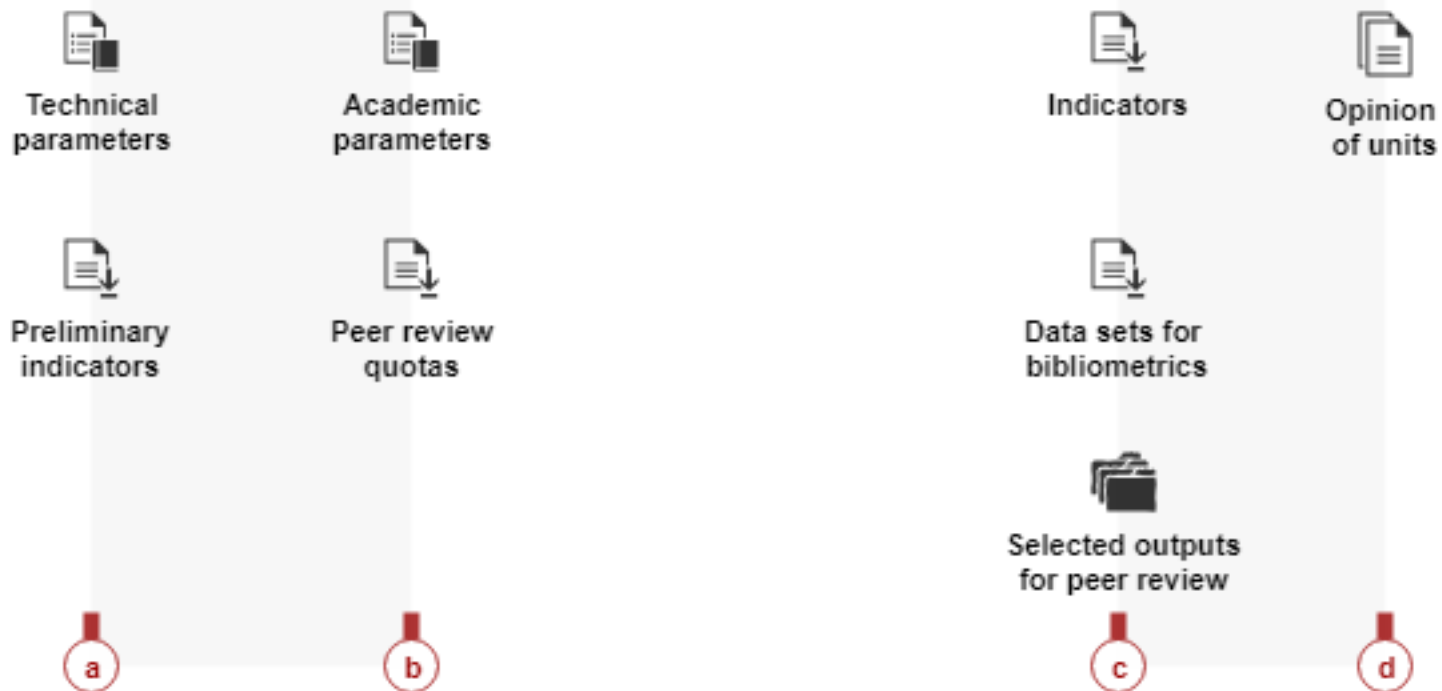 Technical
parameters
Academic
parameters
Indicators
Opinion
of units
Preliminary
indicators
Peer review
quotas
Data sets for
bibliometrics
Selected outputs
for peer review
a
b
c
d